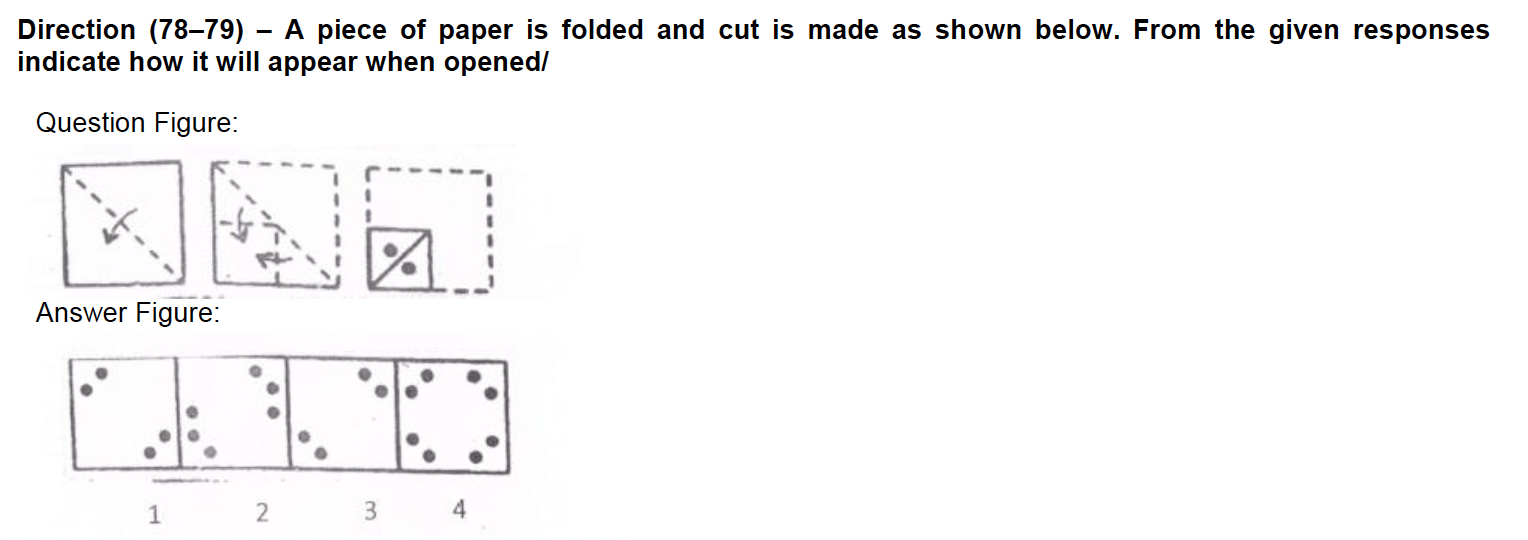 Direction (78–79) – A piece of paper is folded and cut is made as shown below. From the given responses
indicate how it will appear when opened/
Question Figure:
Answer Figure:
1 2 3 4